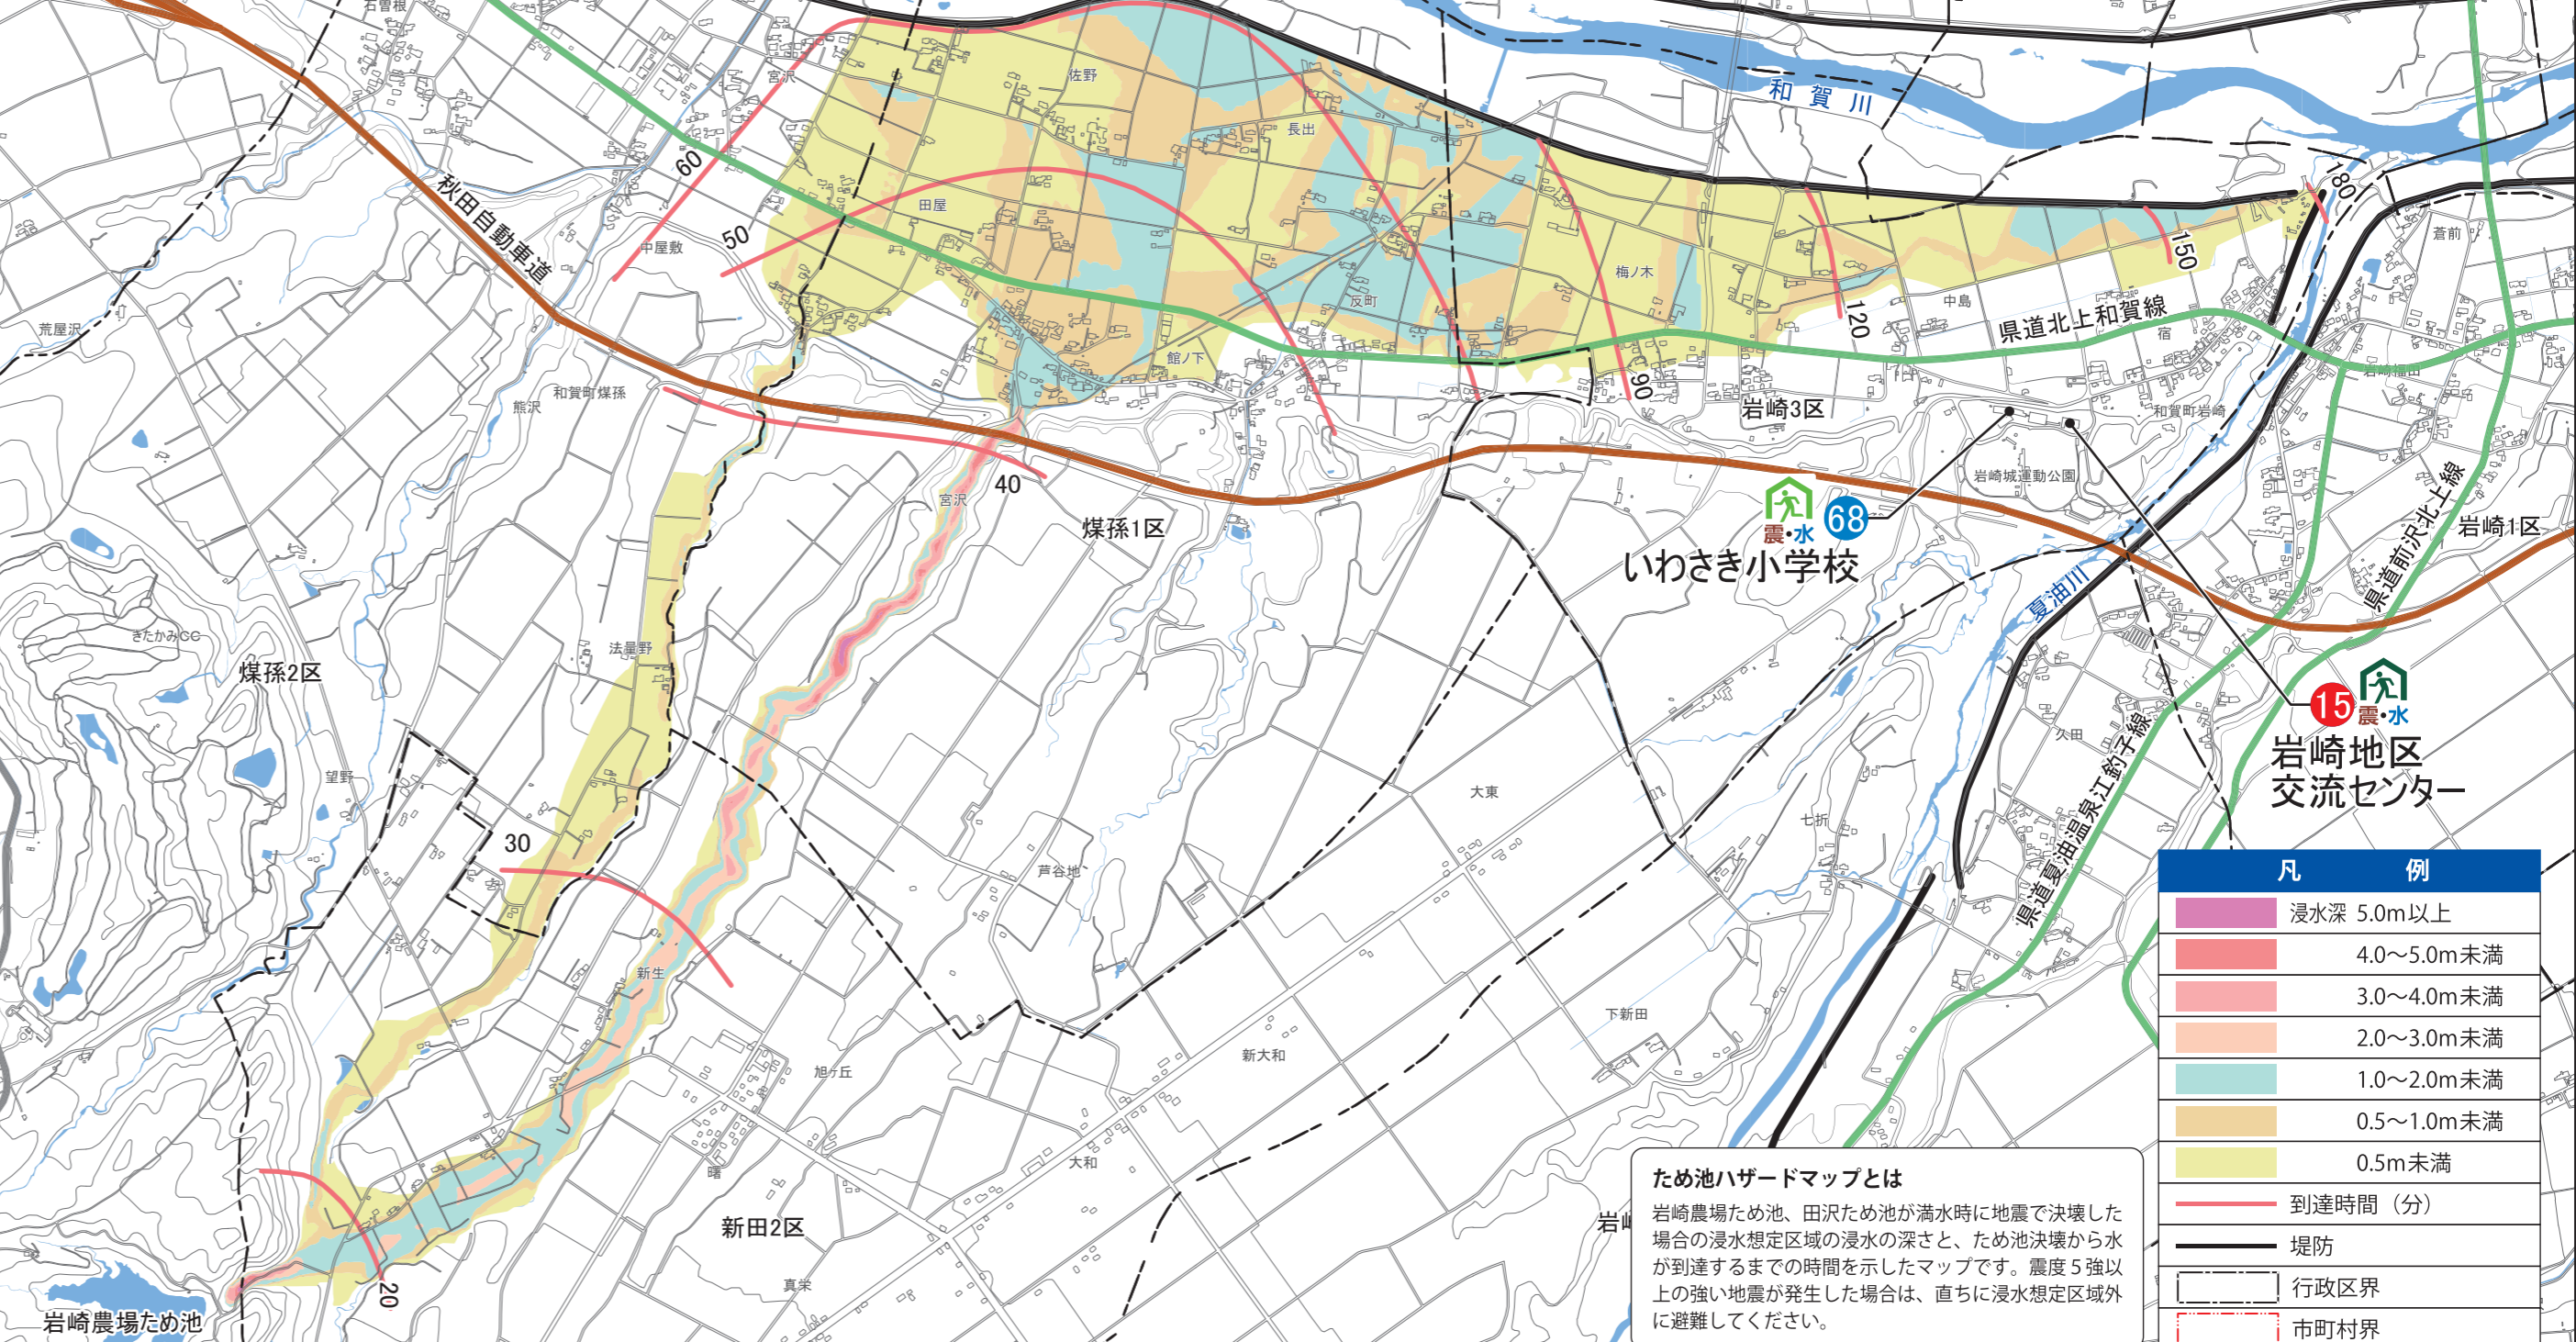 石曽根
宮沢
佐野
和賀川
長出
60
秋田自動車道
田屋
180
50
中屋敷
蒼前
梅ノ木
150
反町
中島
120
県道北上和賀線
荒屋沢
宿
館ノ下
岩崎福田
90
和賀町煤孫
熊沢
岩崎3区
和賀町岩崎
岩崎城運動公園
40
宮沢
煤孫1区
68
震・水
いわさき小学校
県道前沢北上線
岩崎1区
夏油川
きたかみCC
法量野
煤孫2区
15
震・水
岩崎地区
交流センター
久田
望野
大東
七折
県道夏油温泉江釣子線
30
芦谷地
新生
下新田
新大和
旭ヶ丘
大和
曙
新田2区
真栄
20
岩崎農場ため池
岩崎
ため池ハザードマップとは
岩崎農場ため池、田沢ため池が満水時に地震で決壊した
場合の浸水想定区域の浸水の深さと、ため池決壊から水
が到達するまでの時間を示したマップです。震度5強以
上の強い地震が発生した場合は、直ちに浸水想定区域外
に避難してください。
凡例
浸水深 5.0m以上
4.0～5.0m未満
3.0～4.0m未満
2.0～3.0m未満
1.0～2.0m未満
0.5～1.0m未満
0.5m未満
到達時間（分）
堤防
行政区界
市町村界